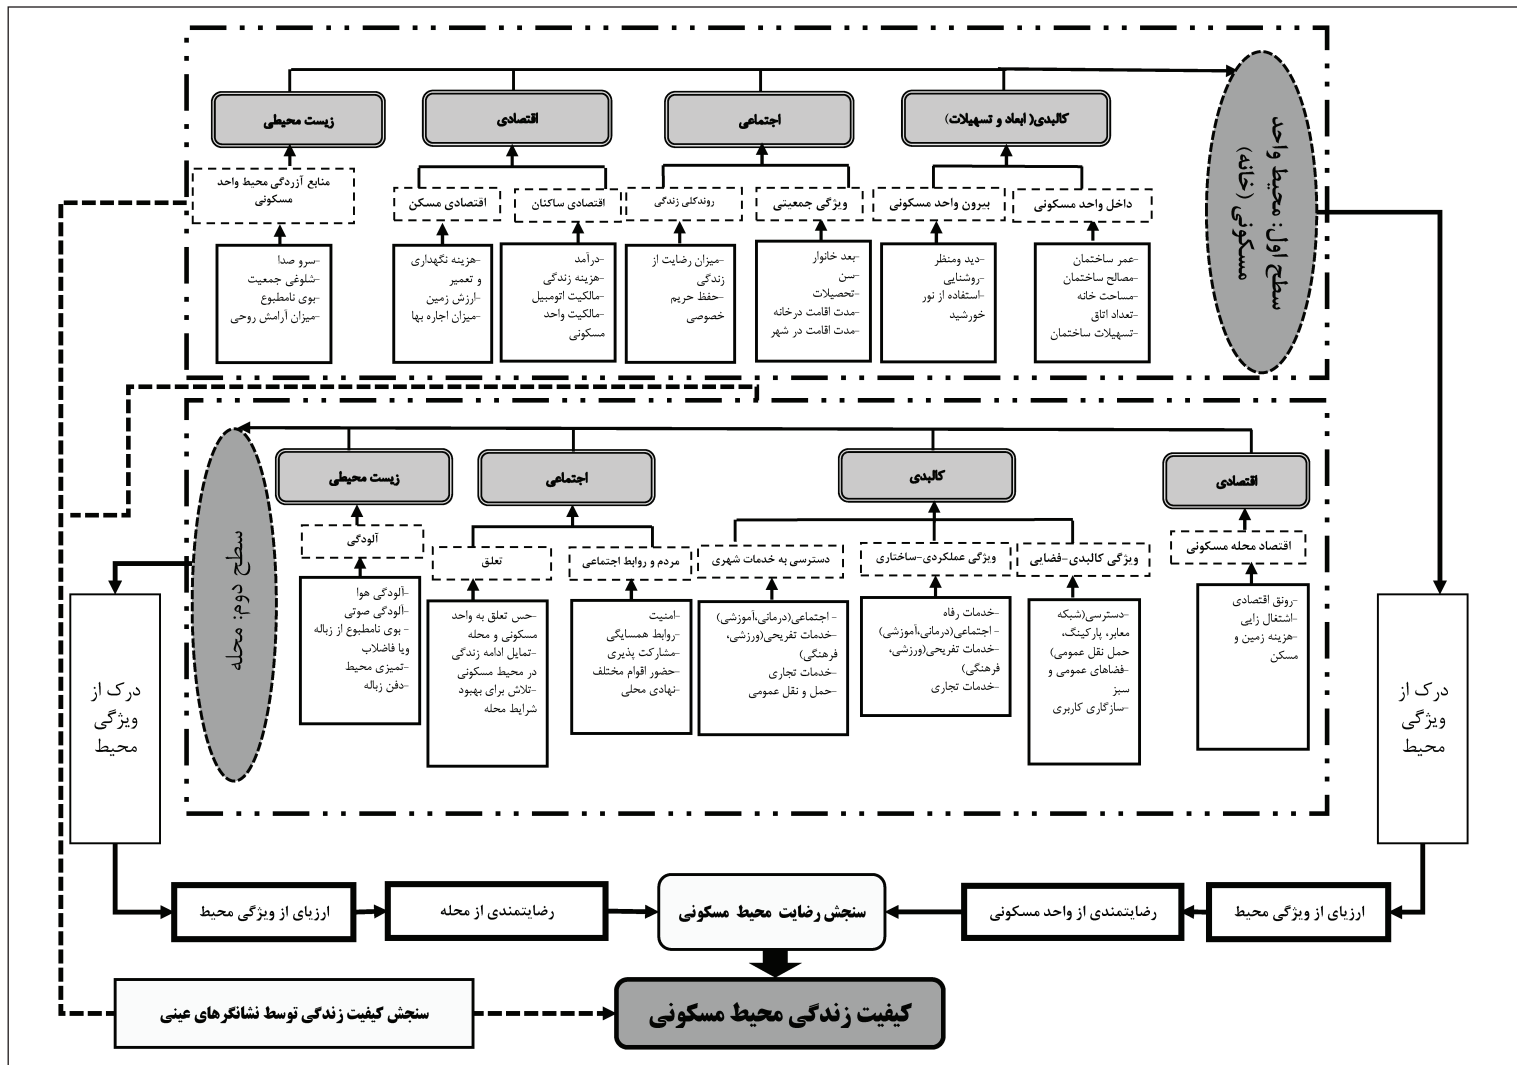 سطح اول: محیط واحد
مسکونی (خانه)
کالبدی( ابعاد و تسهیلات)
اجتماعی
اقتصادی
زیست محیطی
داخل واحد مسکونی
بیرون واحد مسکونی
ویژگی جمعیتی
روندکلی زندگی
اقتصادی ساکنان
اقتصادی مسکن
منابع آزردگی محیط واحد
مسکونی
-عمر ساختمان
-مصالح ساختمان
-مساحت خانه
-تعداد اتاق
-تسهیلات ساختمان
-دید ومنظر
-روشنایی
-استفاده از نور
خورشید
-بعد خانوار
-سن
-تحصیلات
-مدت اقامت درخانه
-مدت اقامت در شهر
-میزان رضایت از
زندگی
-حفظ حریم
خصوصی
-درآمد
-هزینه زندگی
-مالکیت اتومبیل
-مالکیت واحد
مسکونی
-هزینه نگهداری
و تعمیر
-ارزش زمین
-میزان اجاره بها
-سرو صدا
-شلوغی جمعیت
-بوی نامطبوع
-میزان آرامش روحی
سطح دوم: محله
اقتصادی
کالبدی
اجتماعی
زیست محیطی
اقتصاد محله مسکونی
ویژگی کالبدی-فضایی
ویژگی عملکردی-ساختاری
دسترسی به خدمات شهری
مردم و روابط اجتماعی
تعلق
آلودگی
-رونق اقتصادی
-اشتغال زایی
-هزینه زمین و
مسکن
-دسترسی(شبکه
معابر، پارکینگ،
حمل نقل عمومی)
-فضاهای عمومی و
سبز
-سازگاری کاربری
-خدمات رفاه
- اجتماعی(درمانی،آموزشی)
-خدمات تفریحی(ورزشی،
فرهنگی)
-خدمات تجاری
- اجتماعی(درمانی،آموزشی)
-خدمات تفریحی(ورزشی،
فرهنگی)
-خدمات تجاری
-حمل و نقل عمومی
-امنیت
-روابط همسایگی
-مشارکت پذیری
-حضور اقوام مختلف
-نهادی محلی
-حس تعلق به واحد
مسکونی و محله
-تمایل ادامه زندگی
در محیط مسکونی
-تلاش برای بهبود
شرایط محله
-آلودگی هوا
-آلودگی صوتی
- بوی نامطبوع از زباله
ویا فاضلاب
-تمیزی محیط
-دفن زباله
درک از
ویژگی
محیط
درک از
ویژگی
محیط
ارزیای از ویژگی محیط
رضایتمندی از واحد مسکونی
سنجش رضایت محیط مسکونی
رضایتمندی از محله
ارزیای از ویژگی محیط
کیفیت زندگی محیط مسکونی
سنجش کیفیت زندگی توسط نشانگرهای عینی